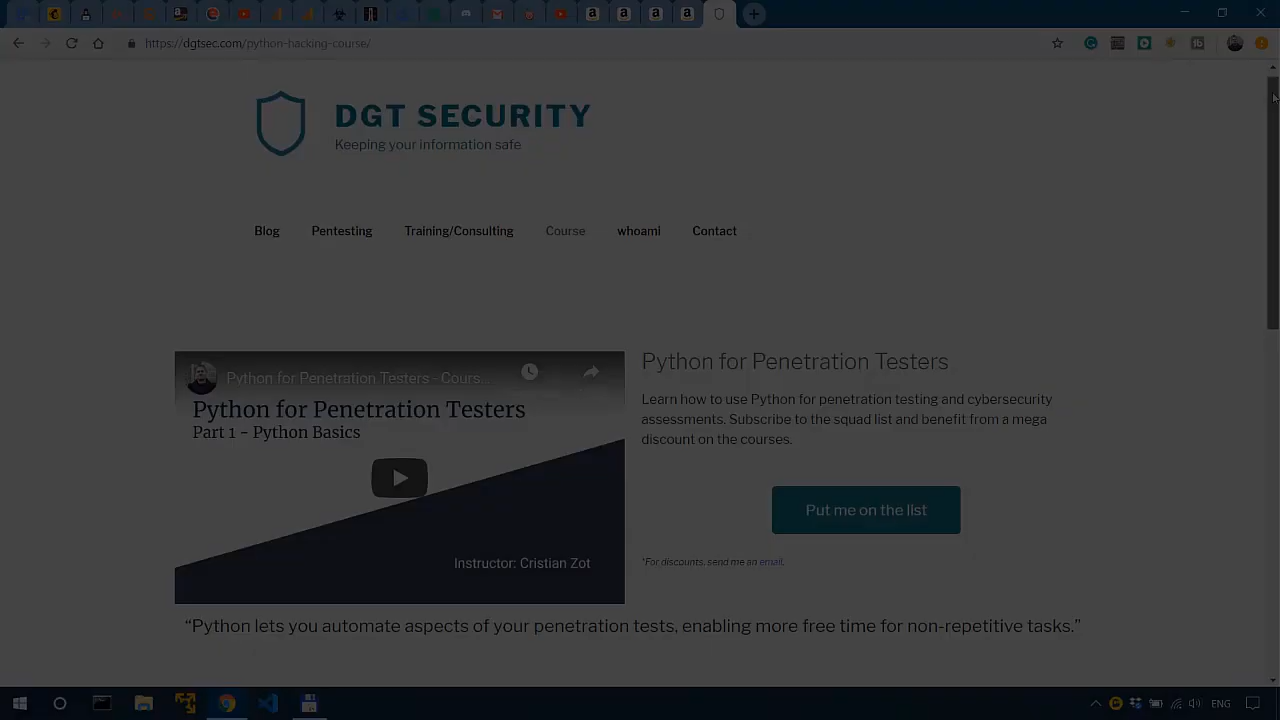 https://dgtsec.com/python-hacking-course/
DGT SECURITY
Keeping your information safe
Blog Pentesting Training/Consulting Course whoami Contact
Python for Penetration Testers - Cours...
Python for Penetration Testers
Part 1 - Python Basics
Instructor: Cristian Zot
Python for Penetration Testers
Learn how to use Python for penetration testing and cybersecurity
assessments. Subscribe to the squad list and benefit from a mega
discount on the courses.
Put me on the list
*For discounts, send me an email.
“Python lets you automate aspects of your penetration tests, enabling more free time for non-repetitive tasks.”
ENG